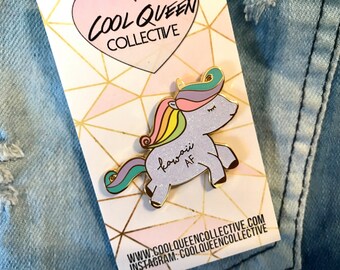 COOL QUEEN
COLLECTIVE
kawaii
AF
WWW.COOLQUEENCOLLECTIVE.COM
INSTAGRAM: COOLQUEENCOLLECTIVE